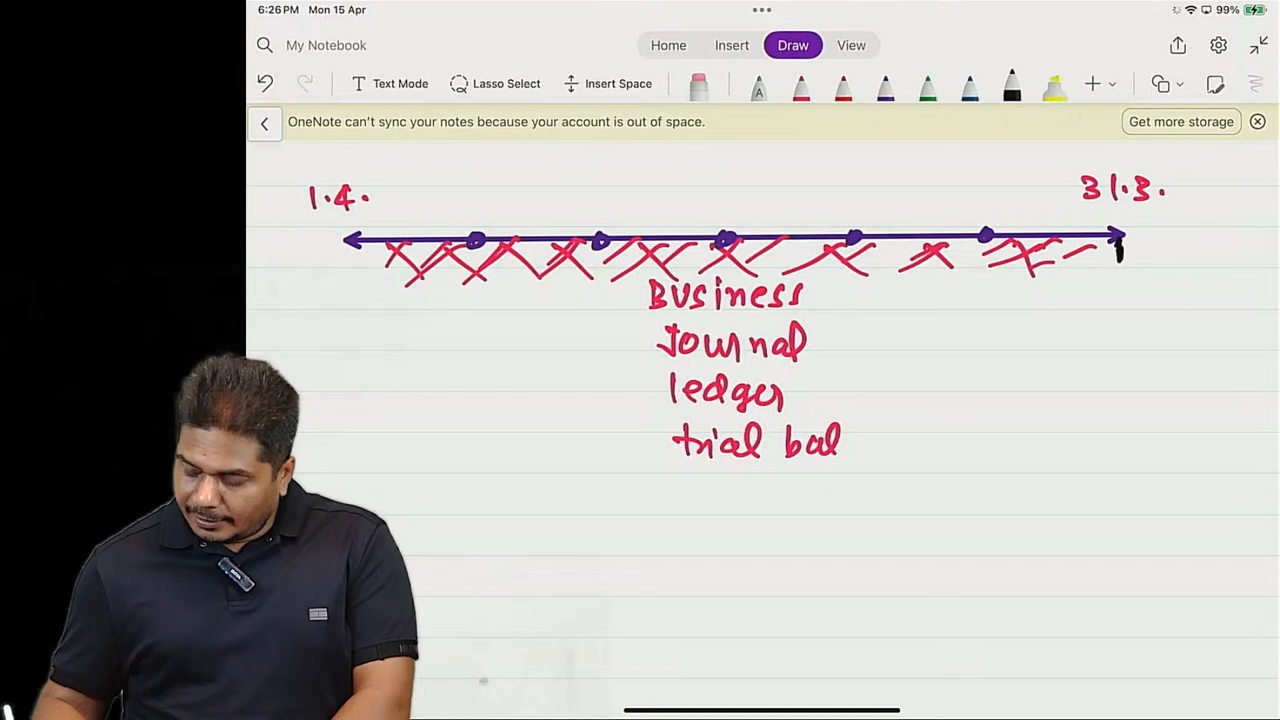 6:26 PM Mon 15 Apr
99%
My Notebook
Home Insert Draw View
Text Mode Lasso Select Insert Space
A
OneNote can't sync your notes because your account is out of space.
Get more storage
1.4.
31.3.
Business
Journal
ledger
trial bal